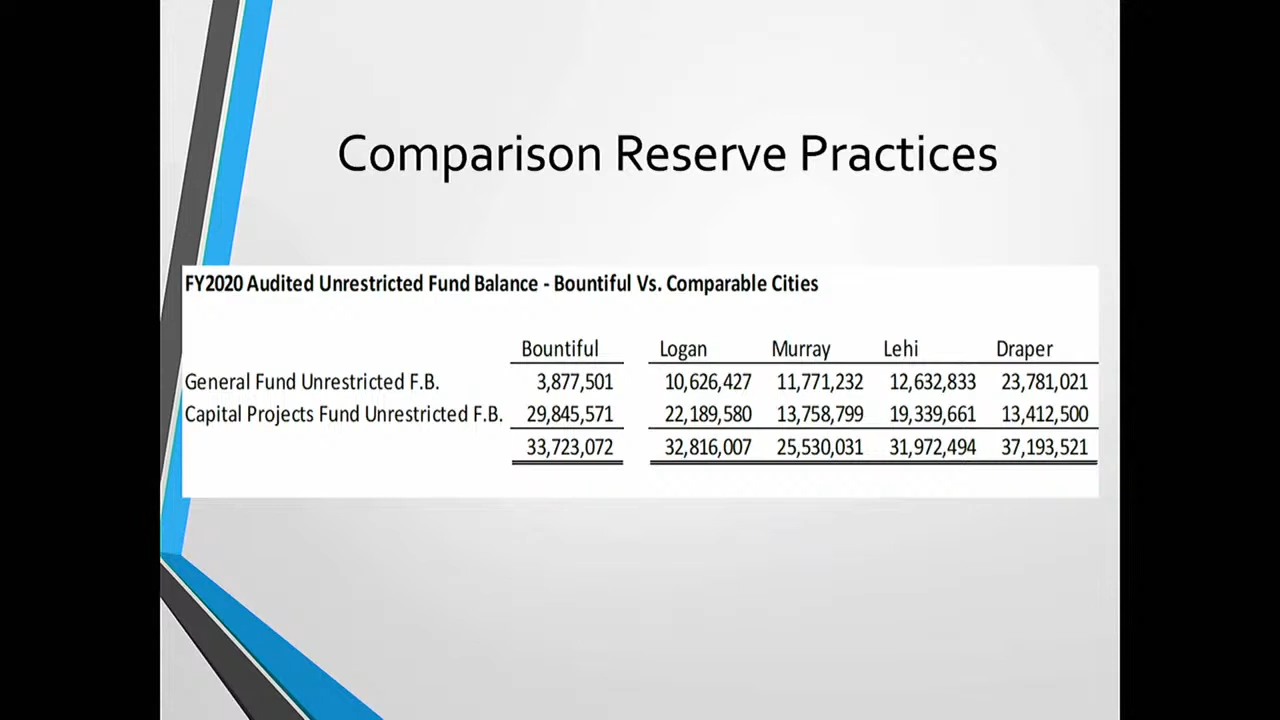 Comparison Reserve Practices
FY2020 Audited Unrestricted Fund Balance - Bountiful Vs. Comparable Cities
Bountiful Logan Murray Lehi Draper
General Fund Unrestricted F.B. 3,877,501 10,626,427 11,771,232 12,632,833 23,781,021
Capital Projects Fund Unrestricted F.B. 29,845,571 22,189,580 13,758,799 19,339,661 13,412,500
33,723,072 32,816,007 25,530,031 31,972,494 37,193,521